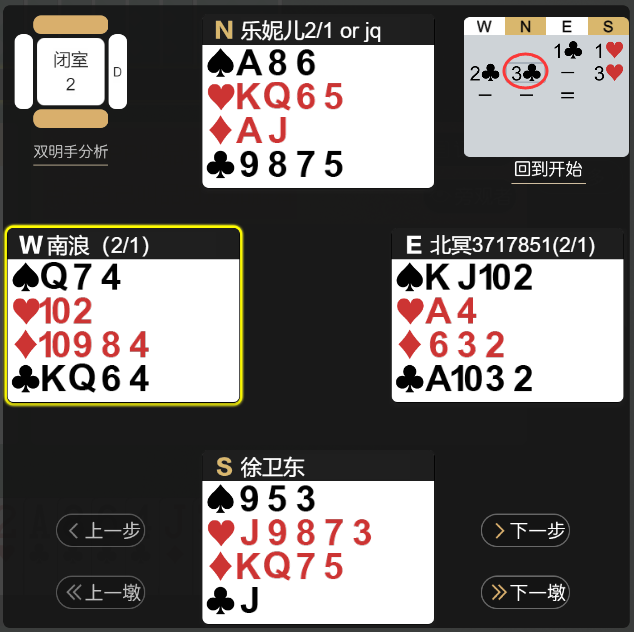 闭室
2
D
双明手分析
N 乐妮儿2/1 or jq
♠A 8 6
♥K Q 6 5
♦A J
♣9 8 7 5
W N E S
1♣ 1♥
2♣ 3♣ – 3♥
– – =
回到开始
W 南浪（2/1）
♠Q 7 4
♥10 2
♦10 9 8 4
♣K Q 6 4
E 北冥3717851(2/1)
♠K J 10 2
♥A 4
♦6 3 2
♣A 10 3 2
S 徐卫东
♠9 5 3
♥J 9 8 7 3
♦K Q 7 5
♣J
上一步
下一步
上一墩
下一墩